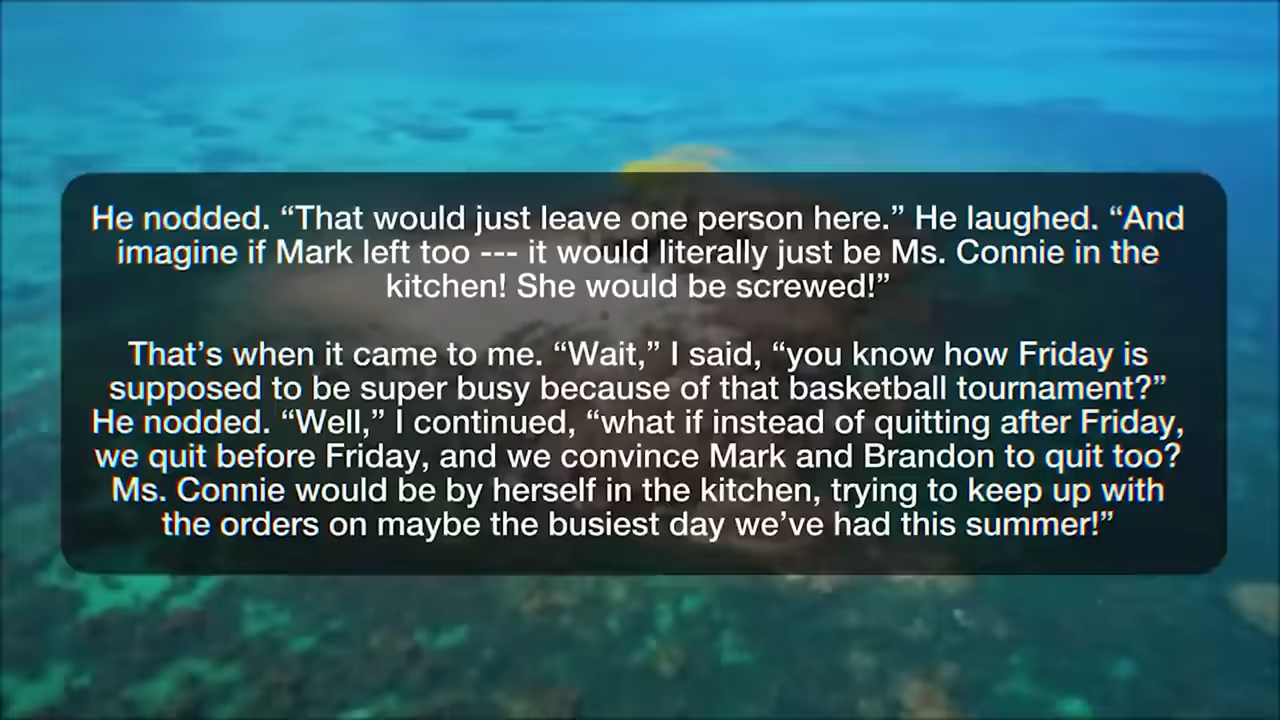 He nodded. “That would just leave one person here.” He laughed. “And
imagine if Mark left too --- it would literally just be Ms. Connie in the
kitchen! She would be screwed!”
That’s when it came to me. “Wait,” I said, “you know how Friday is
supposed to be super busy because of that basketball tournament?”
He nodded. “Well,” I continued, “what if instead of quitting after Friday,
we quit before Friday, and we convince Mark and Brandon to quit too?
Ms. Connie would be by herself in the kitchen, trying to keep up with
the orders on maybe the busiest day we’ve had this summer!”